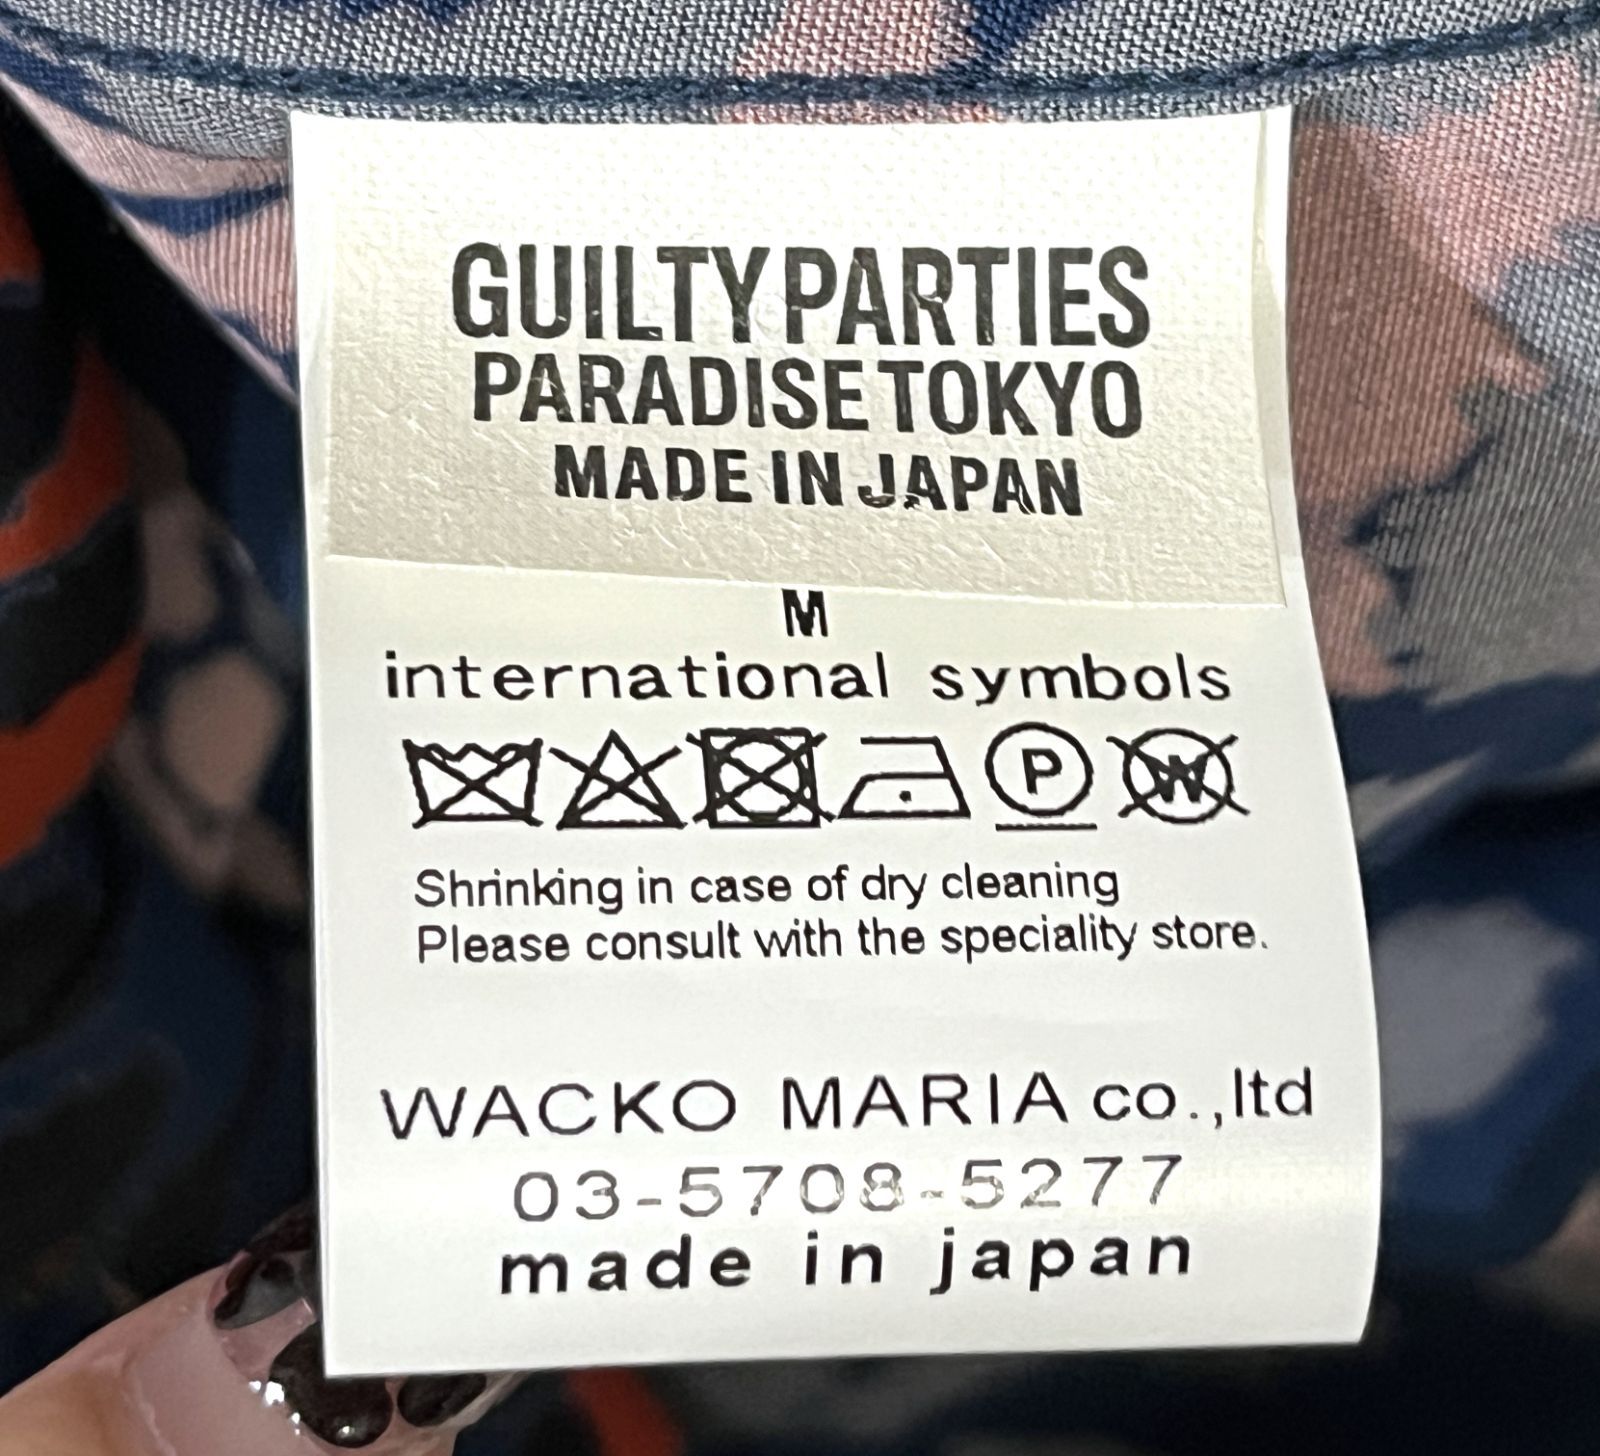 GUILTY PARTIES
PARADISE TOKYO
MADE IN JAPAN
M
international symbols
P W
Shrinking in case of dry cleaning
Please consult with the speciality store.
WACKO MARIA co.,ltd
03-5708-5277
made in japan